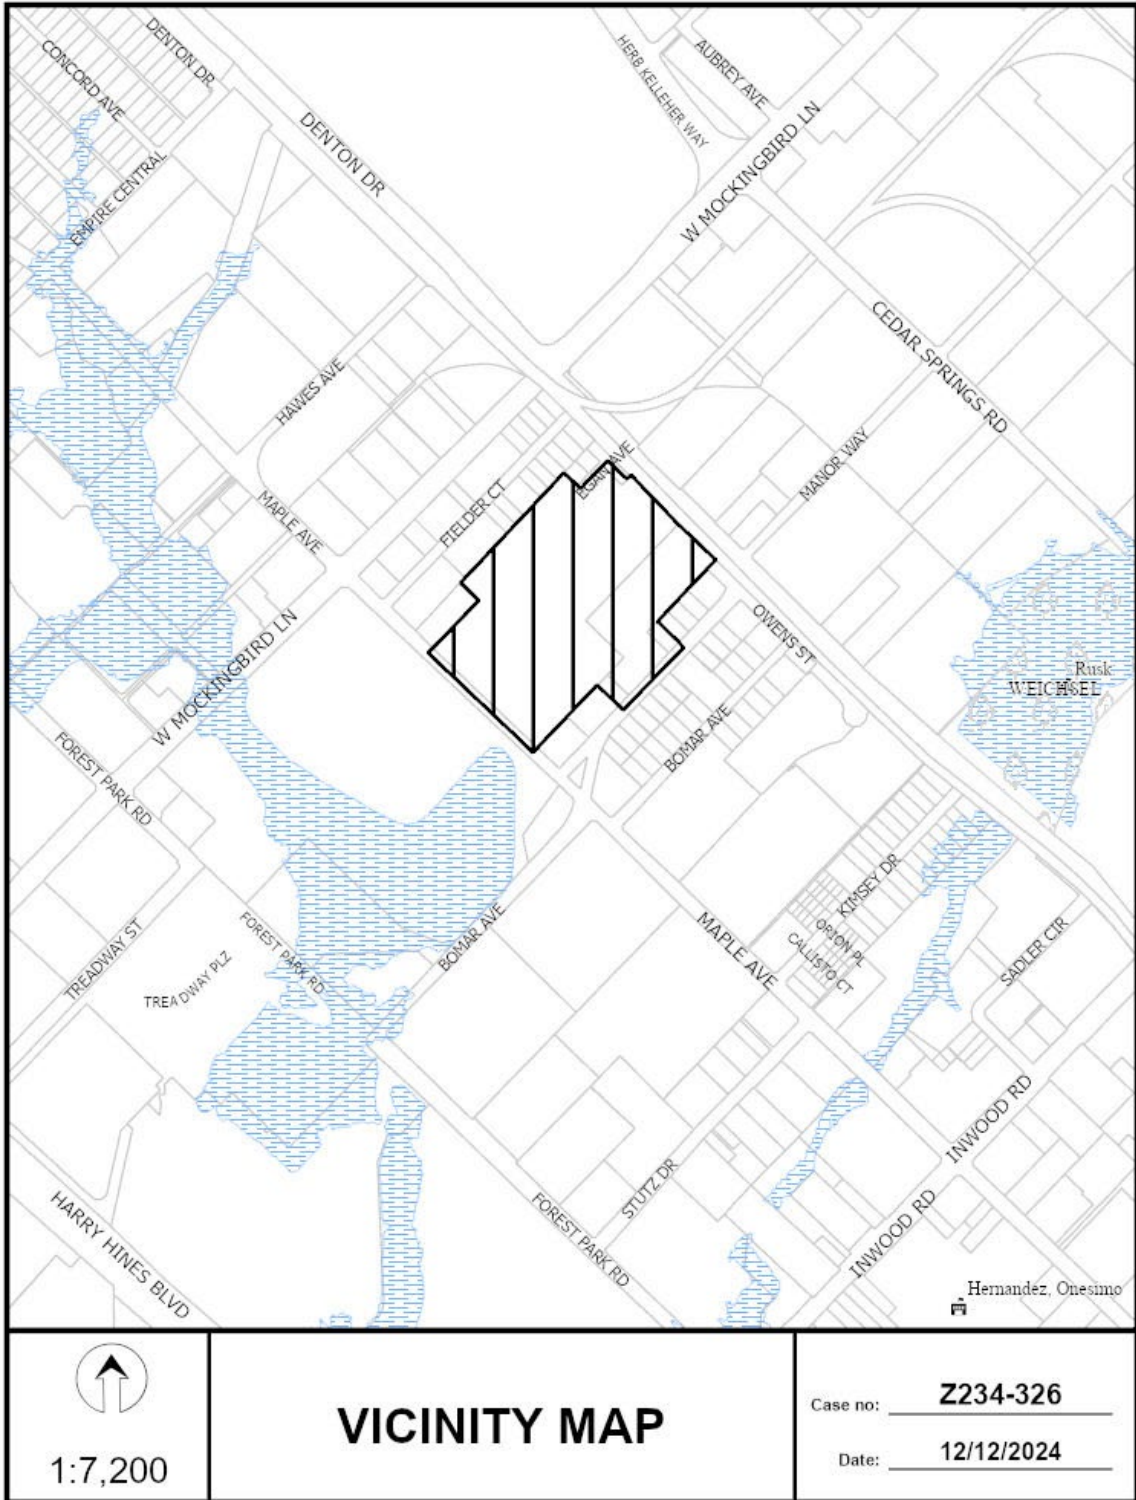 DENTON DR
CONCORD AVE
HERB KELLEHER WAY
AUBREY AVE
DENTON DR
W MOCKINGBIRD LN
EMPIRE CENTRAL
CEDAR SPRINGS RD
HAWES AVE
MANOR WAY
EGAN AVE
FIELDER CT
MAPLE AVE
OWENS ST
W MOCKINGBIRD LN
Rusk
WEICHSEL
BOMAR AVE
FOREST PARK RD
KIMSEY DR
ORION PL
CALLISTO CT
MAPLE AVE
SADLER CIR
BOMAR AVE
FOREST PARK RD
TREADWAY ST
TREADWAY PLZ
INWOOD RD
STUTZ DR
INWOOD RD
FOREST PARK RD
HARRY HINES BLVD
Hernandez, Onesimo
1:7,200
VICINITY MAP
Case no: Z234-326
Date: 12/12/2024